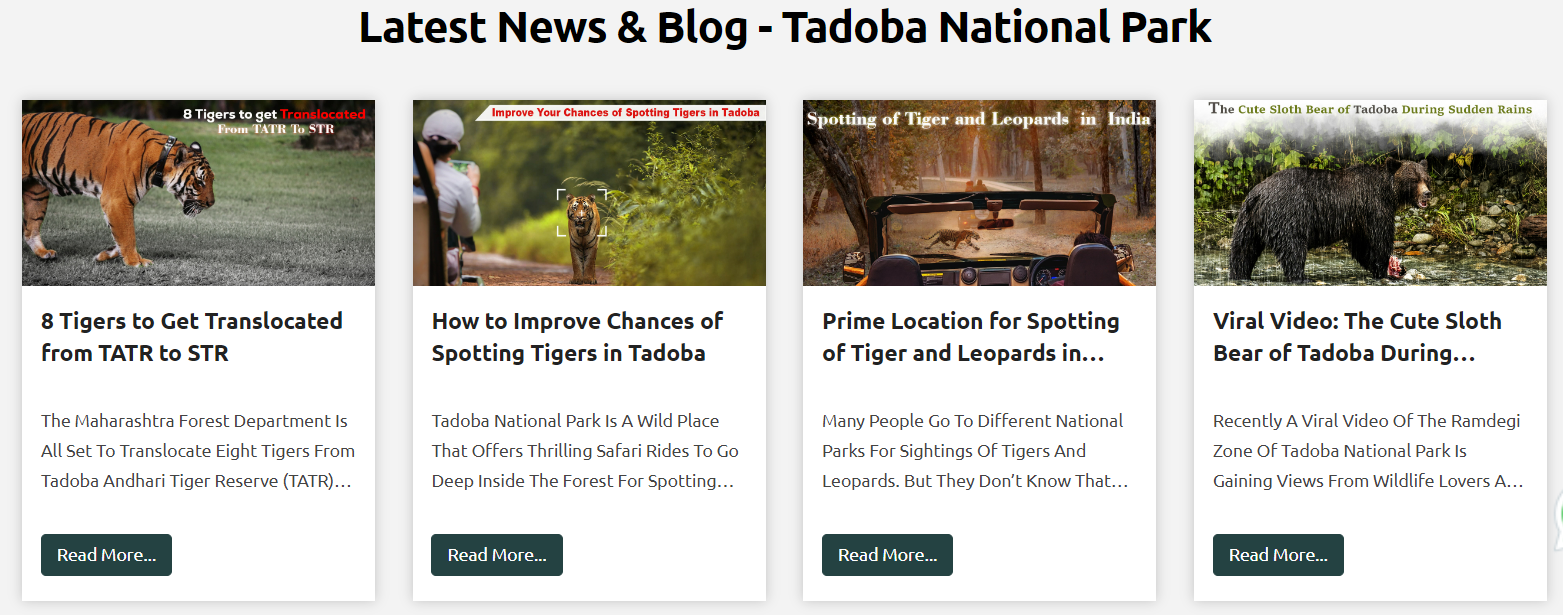 Latest News & Blog - Tadoba National Park
8 Tigers to get Translocated
From TATR To STR
8 Tigers to Get Translocated
from TATR to STR
The Maharashtra Forest Department Is
All Set To Translocate Eight Tigers From
Tadoba Andhari Tiger Reserve (TATR)...
Read More...
Improve Your Chances of Spotting Tigers in Tadoba
How to Improve Chances of
Spotting Tigers in Tadoba
Tadoba National Park Is A Wild Place
That Offers Thrilling Safari Rides To Go
Deep Inside The Forest For Spotting...
Read More...
Spotting of Tiger and Leopards in India
Prime Location for Spotting
of Tiger and Leopards in...
Many People Go To Different National
Parks For Sightings Of Tigers And
Leopards. But They Don’t Know That...
Read More...
The Cute Sloth Bear of Tadoba During Sudden Rains
Viral Video: The Cute Sloth
Bear of Tadoba During...
Recently A Viral Video Of The Ramdegi
Zone Of Tadoba National Park Is
Gaining Views From Wildlife Lovers A...
Read More...